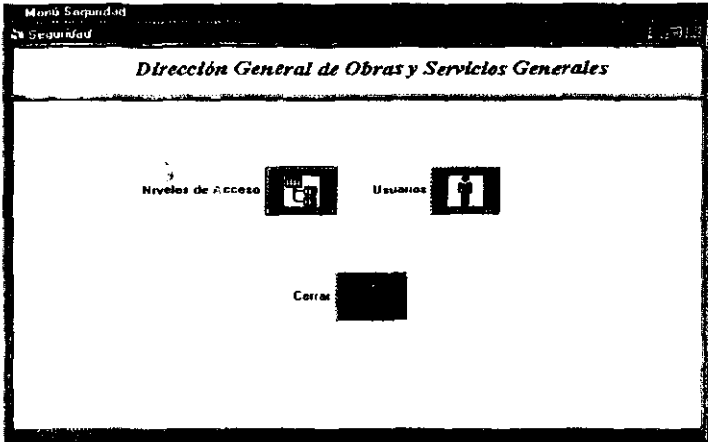 Menú Seguridad
Seguridad
Dirección General de Obras y Servicios Generales
Niveles de Acceso
Usuarios
Cerrar